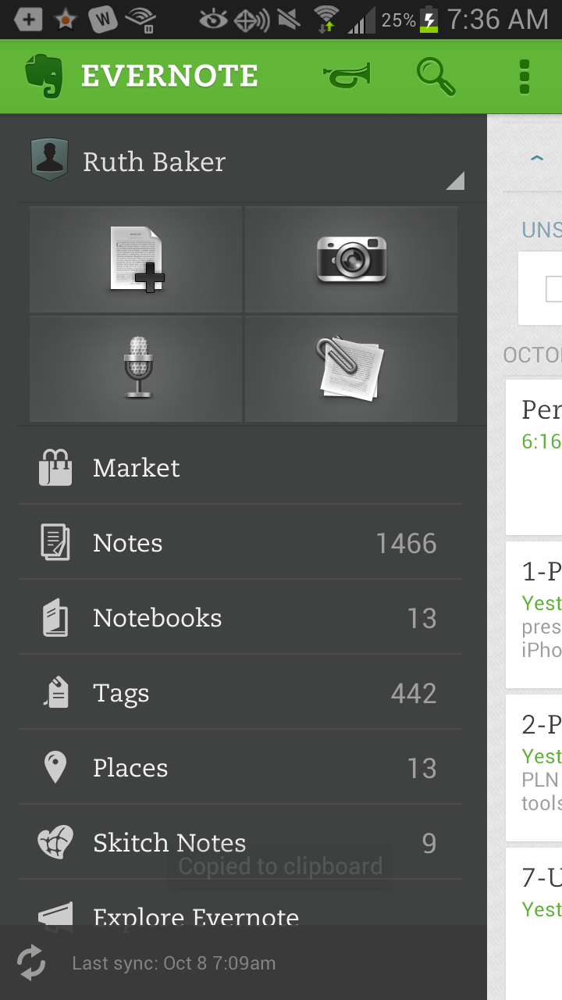 W
25%
7:36 AM
EVERNOTE
Ruth Baker
Market
Notes 1466
Notebooks 13
Tags 442
Places 13
Skitch Notes 9
Copied to clipboard
Explore Evernote
Last sync: Oct 8 7:09am
UNS
OCTO
Per
6:16
1-P
Yest
pres
iPho
2-P
Yest
PLN
tools
7-U
Yest